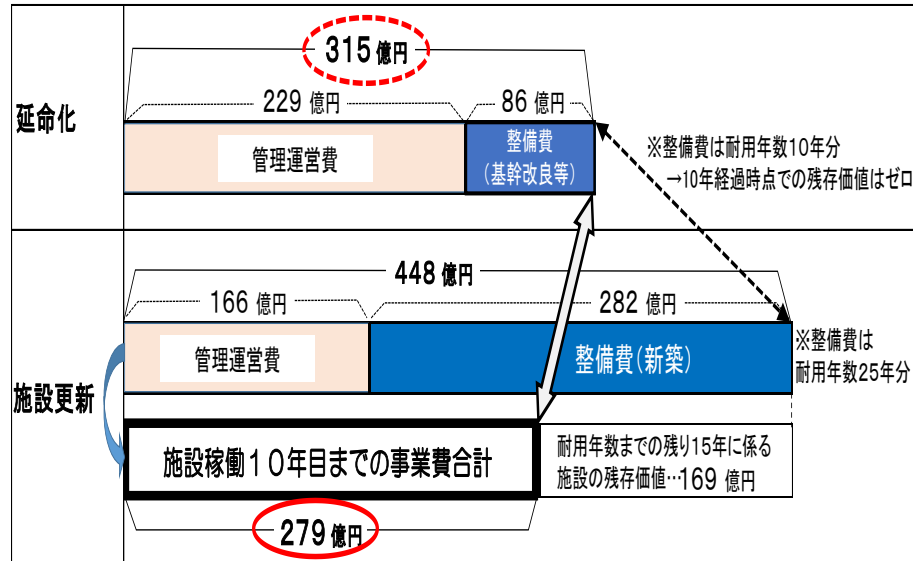 315億円
229 億円
86 億円
延命化
管理運営費
整備費
(基幹改良等)
※整備費は耐用年数10年分
→10年経過時点での残存価値はゼロ
448億円
166 億円
282 億円
施設更新
管理運営費
整備費(新築)
※整備費は
耐用年数25年分
施設稼働10年目までの事業費合計
耐用年数までの残り15年に係る
施設の残存価値…169 億円
279億円